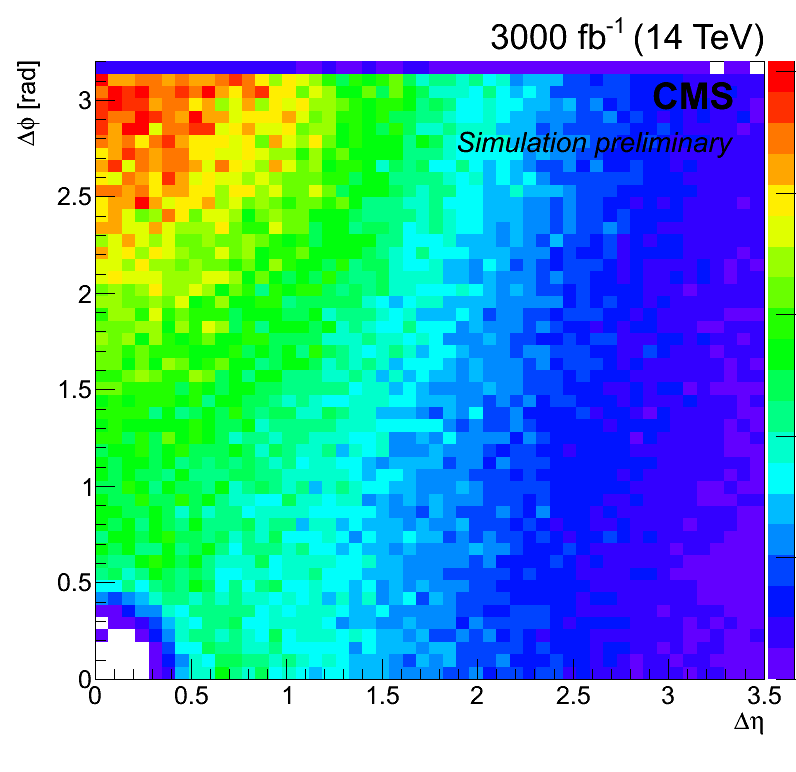 3000 fb-1 (14 TeV)
Δϕ [rad]
CMS
Simulation preliminary
3
2.5
2
1.5
1
0.5
0
0 0.5 1 1.5 2 2.5 3 3.5
Δη